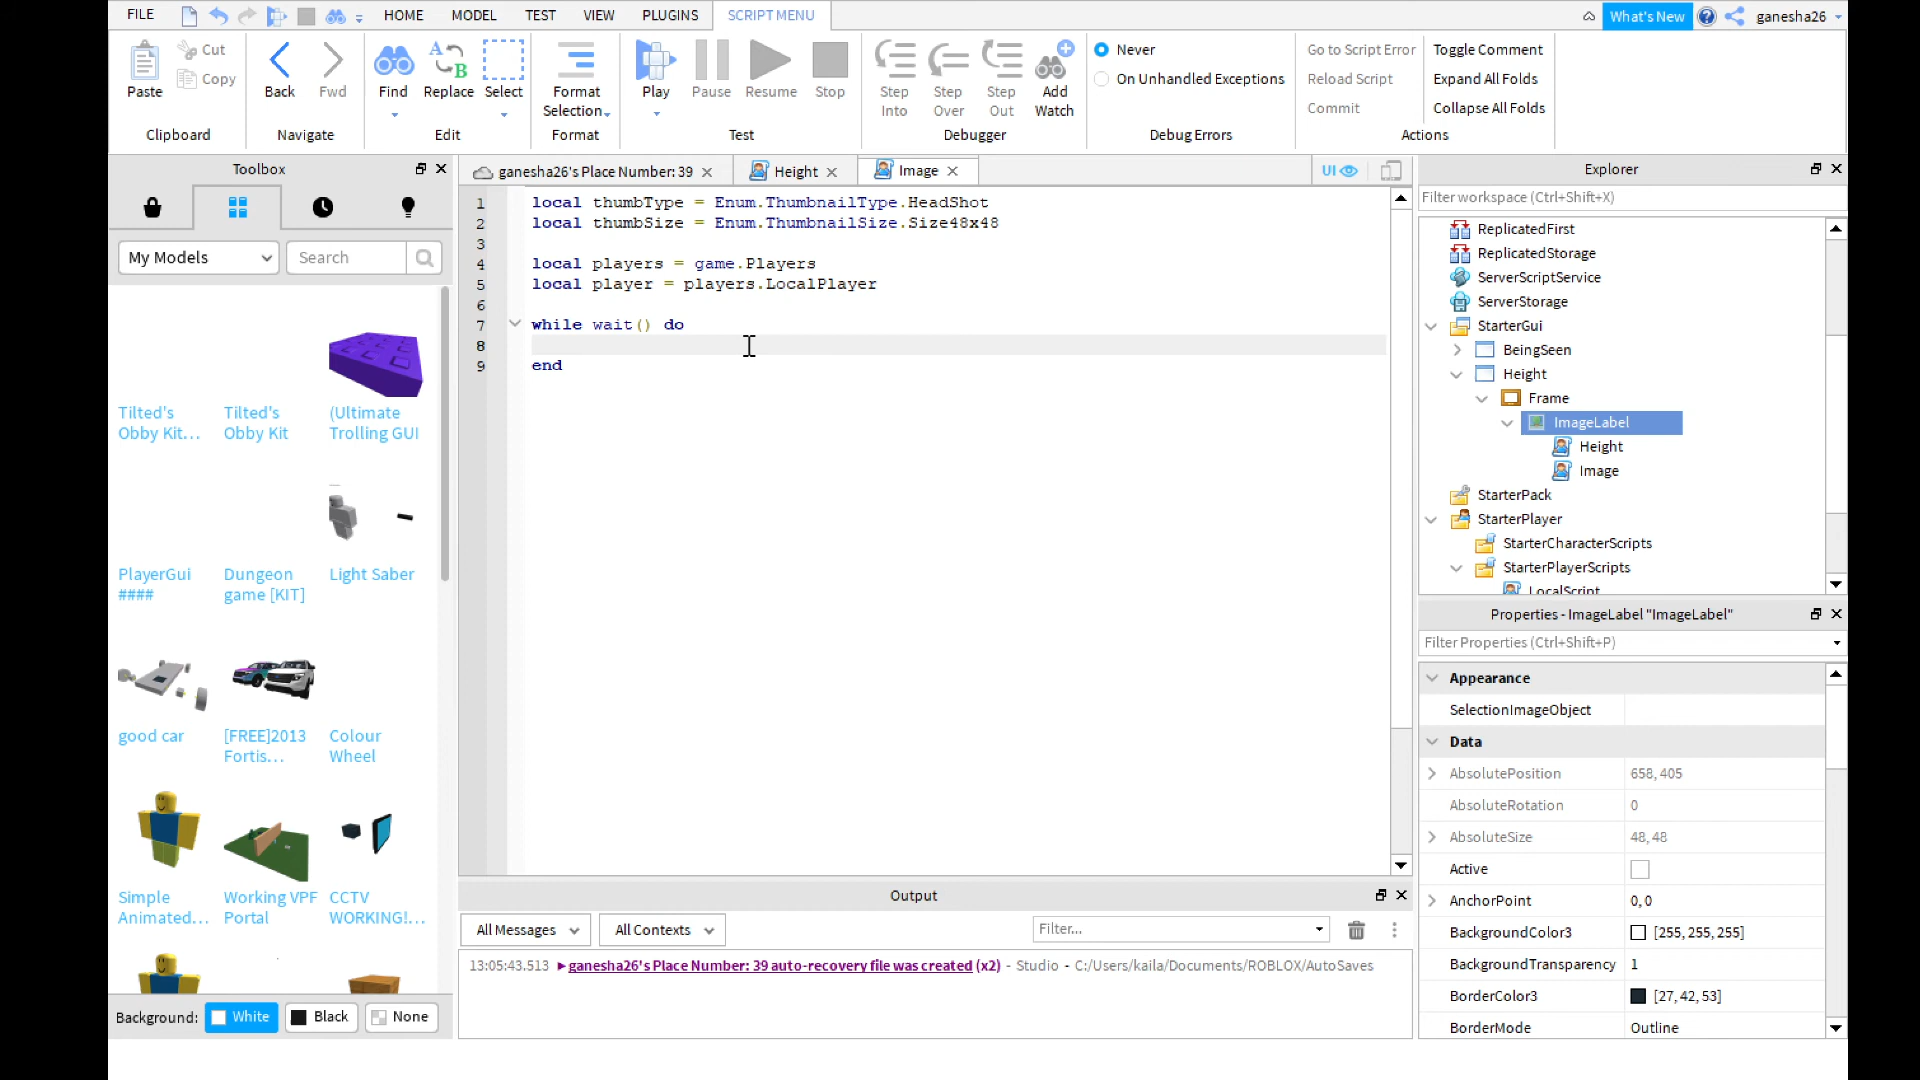 FILE HOME MODEL TEST VIEW PLUGINS SCRIPT MENU What's New ganesha26
Paste Cut Copy
Clipboard
Back Fwd
Navigate
Find Replace Select
Edit
Format Selection
Format
Play Pause Resume Stop
Test
Step Into Step Over Step Out Add Watch
Debugger
Never
On Unhandled Exceptions
Debug Errors
Go to Script Error Toggle Comment
Reload Script Expand All Folds
Commit Collapse All Folds
Actions
Toolbox
My Models Search
Tilted's Obby Kit...
Tilted's Obby Kit
(Ultimate Trolling GUI
PlayerGui ####
Dungeon game [KIT]
Light Saber
good car
[FREE]2013 Fortis...
Colour Wheel
Simple Animated...
Working VPF Portal
CCTV WORKING!...
Background: White Black None
ganesha26's Place Number: 39 Height Image UI
1 local thumbType = Enum.ThumbnailType.HeadShot
2 local thumbSize = Enum.ThumbnailSize.Size48x48
3
4 local players = game.Players
5 local player = players.LocalPlayer
6
7 while wait() do
8
9 end
Output
All Messages All Contexts Filter...
13:05:43.513 ganesha26's Place Number: 39 auto-recovery file was created (x2) - Studio - C:/Users/kaila/Documents/ROBLOX/AutoSaves
Explorer
Filter workspace (Ctrl+Shift+X)
ReplicatedFirst
ReplicatedStorage
ServerScriptService
ServerStorage
StarterGui
BeingSeen
Height
Frame
ImageLabel
Height
Image
StarterPack
StarterPlayer
StarterCharacterScripts
StarterPlayerScripts
LocalScript
Properties - ImageLabel "ImageLabel"
Filter Properties (Ctrl+Shift+P)
Appearance
SelectionImageObject
Data
AbsolutePosition 658, 405
AbsoluteRotation 0
AbsoluteSize 48, 48
Active
AnchorPoint 0, 0
BackgroundColor3 [255, 255, 255]
BackgroundTransparency 1
BorderColor3 [27, 42, 53]
BorderMode Outline